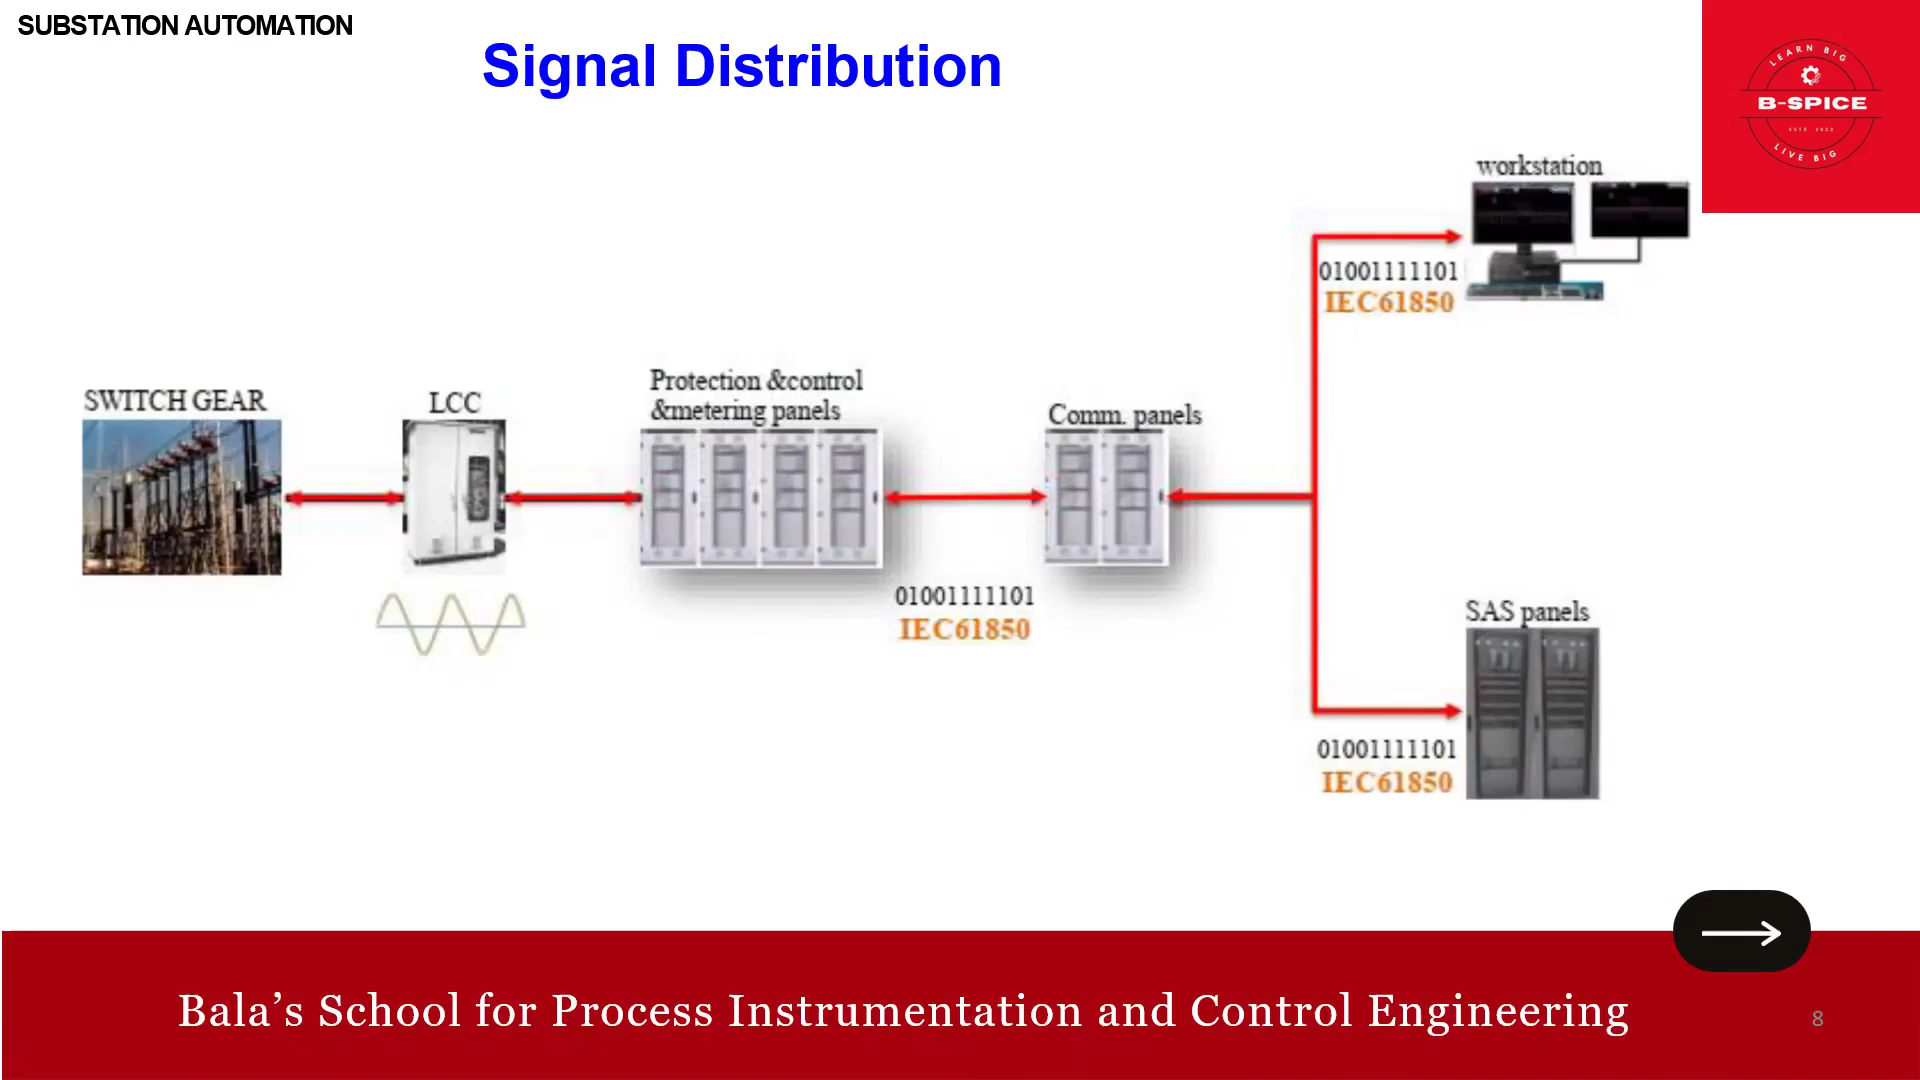 SUBSTATION AUTOMATION
Signal Distribution
LEARN BIG
B-SPICE
ESTD 2023
LIVE BIG
workstation
01001111101
IEC61850
SWITCH GEAR
LCC
Protection &control
&metering panels
Comm. panels
01001111101
IEC61850
SAS panels
01001111101
IEC61850
Bala’s School for Process Instrumentation and Control Engineering
8